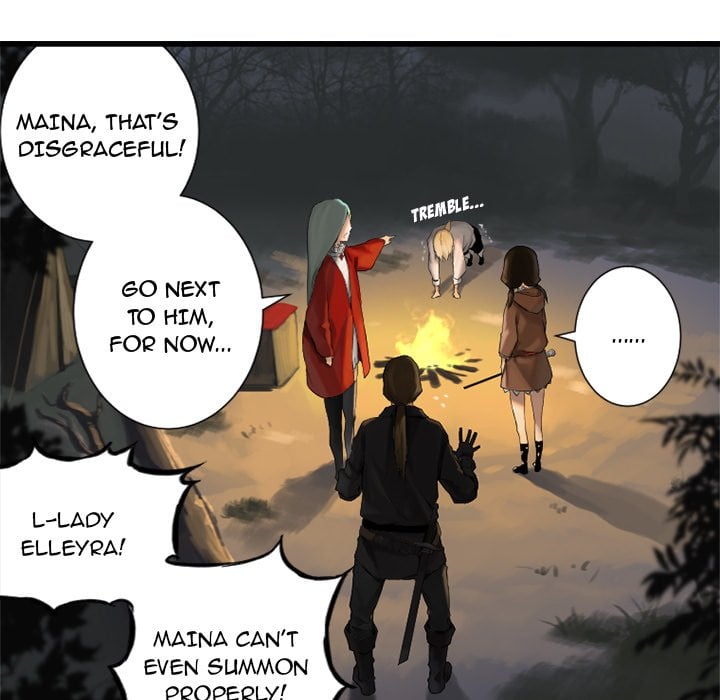 MAINA, THAT'S
DISGRACEFUL!
TREMBLE...
GO NEXT
TO HIM,
FOR NOW...
......
L-LADY
ELLEYRA!
MAINA CAN'T
EVEN SUMMON
PROPERLY!